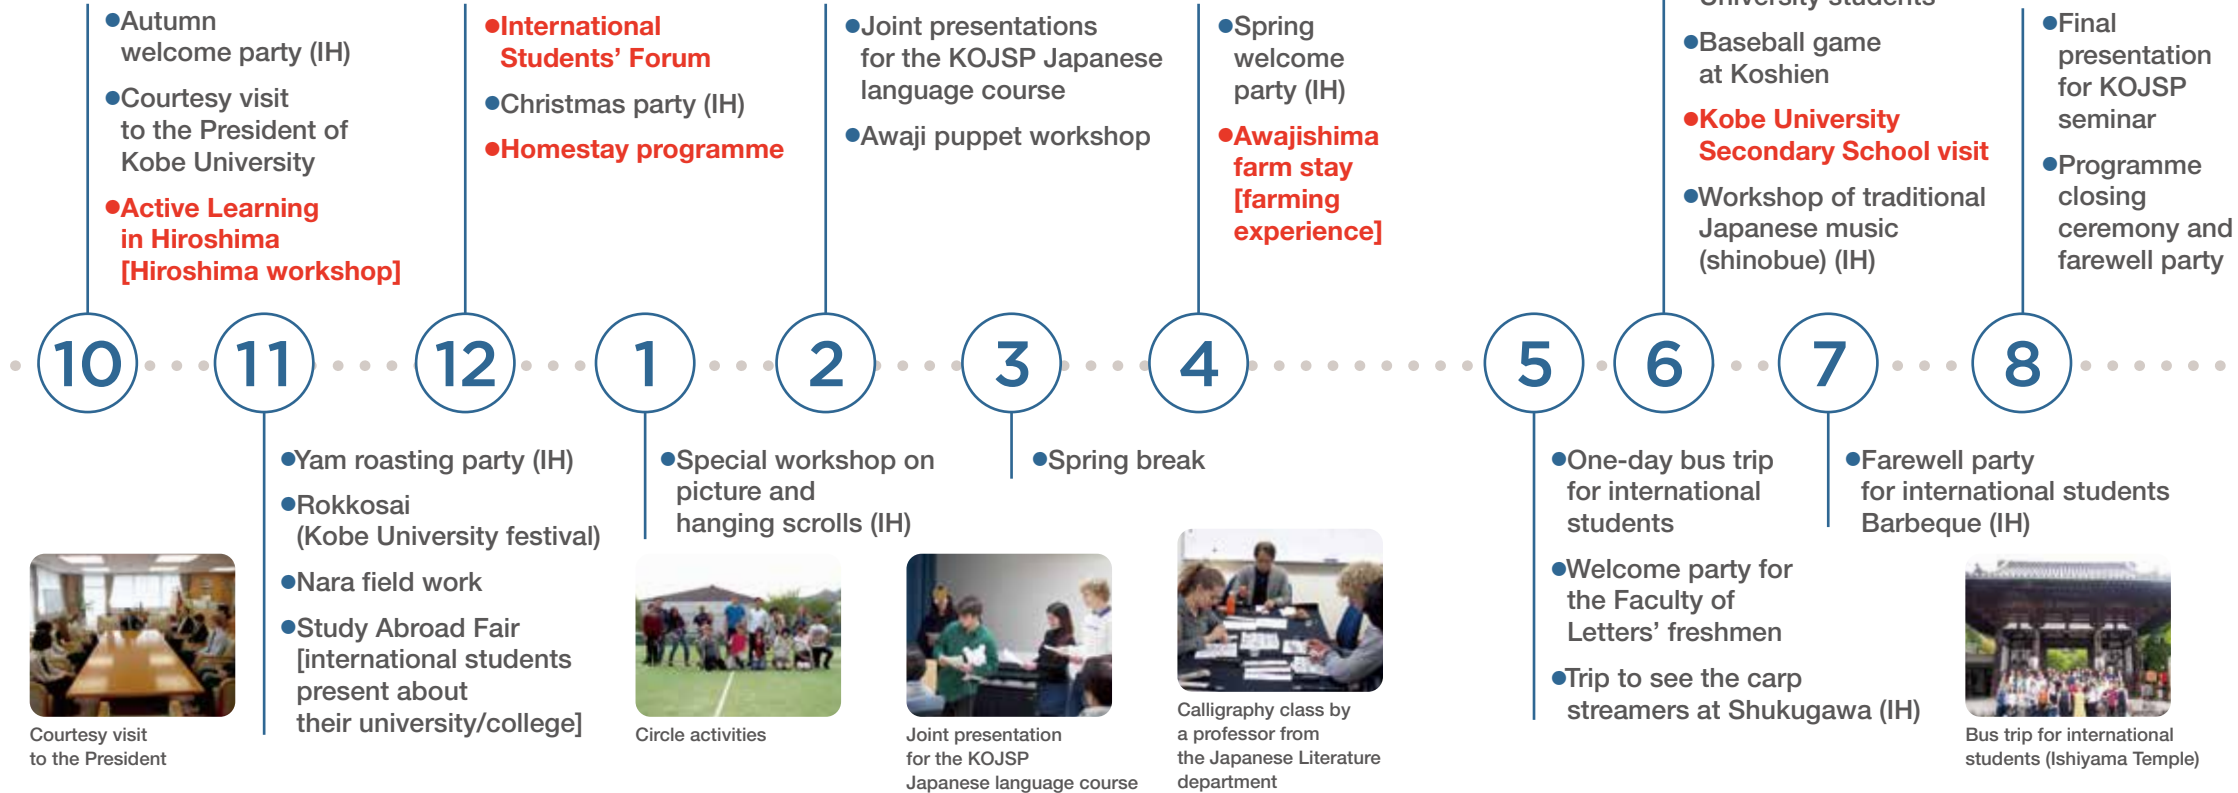 ●Autumn
welcome party (IH)
●Courtesy visit
to the President of
Kobe University
●Active Learning
in Hiroshima
[Hiroshima workshop]
●International
Students’ Forum
●Christmas party (IH)
●Homestay programme
●Joint presentations
for the KOJSP Japanese
language course
●Awaji puppet workshop
●Spring
welcome
party (IH)
●Awajishima
farm stay
[farming
experience]
University students
●Baseball game
at Koshien
●Kobe University
Secondary School visit
●Workshop of traditional
Japanese music
(shinobue) (IH)
●Final
presentation
for KOJSP
seminar
●Programme
closing
ceremony and
farewell party
10
11
12
1
2
3
4
5
6
7
8
●Yam roasting party (IH)
●Rokkosai
(Kobe University festival)
●Nara field work
●Study Abroad Fair
[international students
present about
their university/college]
●Special workshop on
picture and
hanging scrolls (IH)
●Spring break
●One-day bus trip
for international
students
●Welcome party for
the Faculty of
Letters’ freshmen
●Trip to see the carp
streamers at Shukugawa (IH)
●Farewell party
for international students
Barbeque (IH)
Courtesy visit
to the President
Circle activities
Joint presentation
for the KOJSP
Japanese language course
Calligraphy class by
a professor from
the Japanese Literature
department
Bus trip for international
students (Ishiyama Temple)